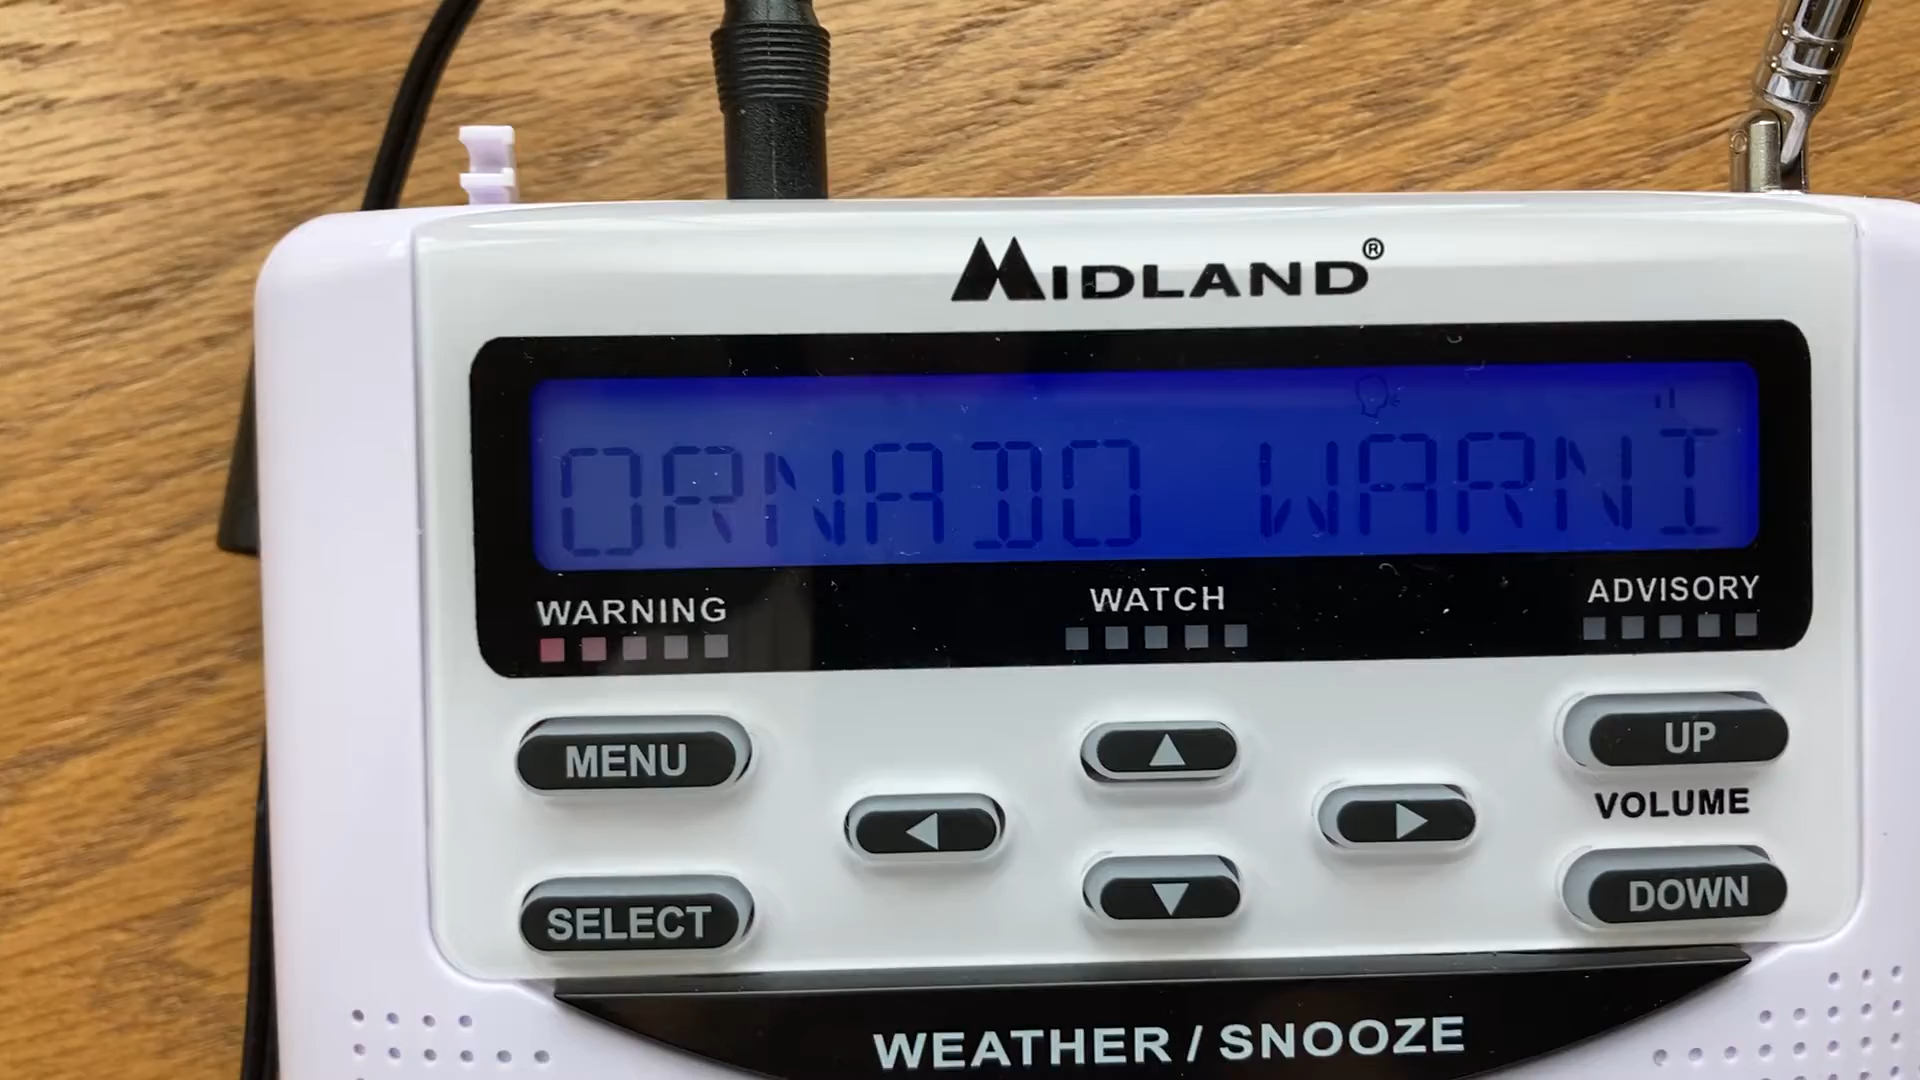 MIDLAND®
ORNADO WARNI
WARNING
WATCH
ADVISORY
MENU
UP
VOLUME
SELECT
DOWN
WEATHER / SNOOZE